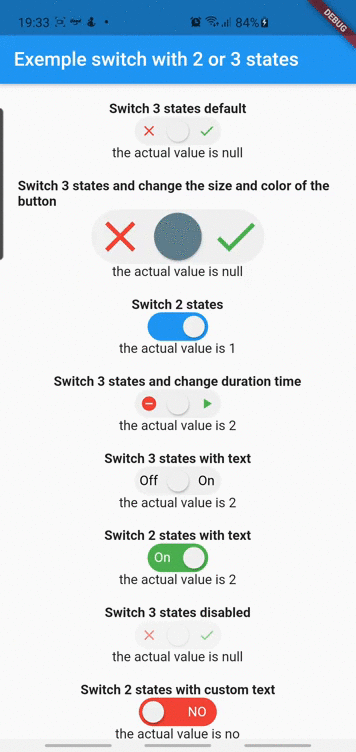 19:33 84%
DEBUG
Exemple switch with 2 or 3 states
Switch 3 states default
the actual value is null
Switch 3 states and change the size and color of the
button
the actual value is null
Switch 2 states
the actual value is 1
Switch 3 states and change duration time
the actual value is 2
Switch 3 states with text
Off On
the actual value is 2
Switch 2 states with text
On
the actual value is 2
Switch 3 states disabled
the actual value is null
Switch 2 states with custom text
NO
the actual value is no